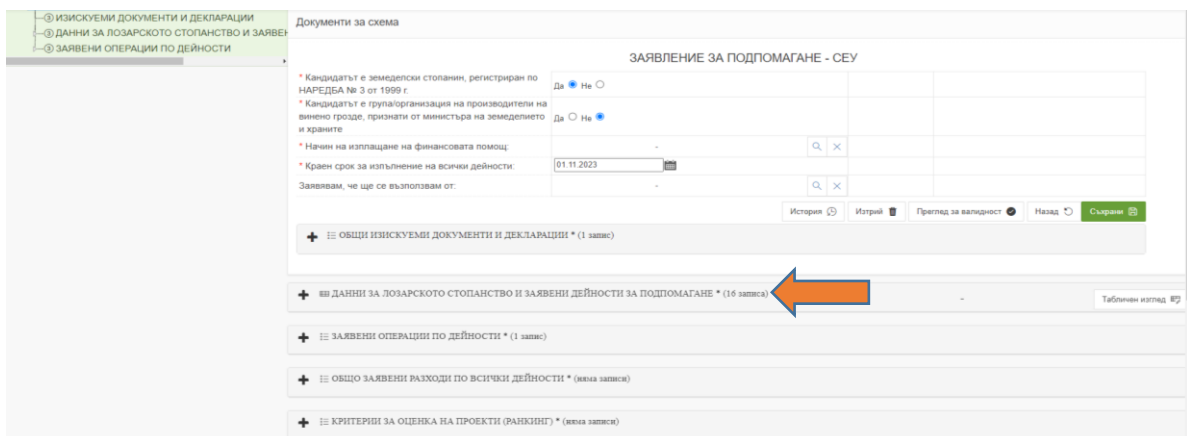 ③ ИЗИСКУЕМИ ДОКУМЕНТИ И ДЕКЛАРАЦИИ
③ ДАННИ ЗА ЛОЗАРСКОТО СТОПАНСТВО И ЗАЯВЕН
③ ЗАЯВЕНИ ОПЕРАЦИИ ПО ДЕЙНОСТИ
Документи за схема
ЗАЯВЛЕНИЕ ЗА ПОДПОМАГАНЕ - СЕУ
* Кандидатът е земеделски стопанин, регистриран по
НАРЕДБА № 3 от 1999 г.
Да Не
* Кандидатът е група/организация на производители на
винено грозде, признати от министъра на земеделието
и храните
Да Не
* Начин на изплащане на финансовата помощ: -
* Краен срок за изпълнение на всички дейности: 01.11.2023
Заявявам, че ще се възползвам от: -
История Изтрий Преглед за валидност Назад Съхрани
ОБЩИ ИЗИСКУЕМИ ДОКУМЕНТИ И ДЕКЛАРАЦИИ * (1 запис)
ДАННИ ЗА ЛОЗАРСКОТО СТОПАНСТВО И ЗАЯВЕНИ ДЕЙНОСТИ ЗА ПОДПОМАГАНЕ * (16 записа) - Табличен изглед
ЗАЯВЕНИ ОПЕРАЦИИ ПО ДЕЙНОСТИ * (1 запис)
ОБЩО ЗАЯВЕНИ РАЗХОДИ ПО ВСИЧКИ ДЕЙНОСТИ * (няма записи)
КРИТЕРИИ ЗА ОЦЕНКА НА ПРОЕКТИ (РАНКИНГ) * (няма записи)